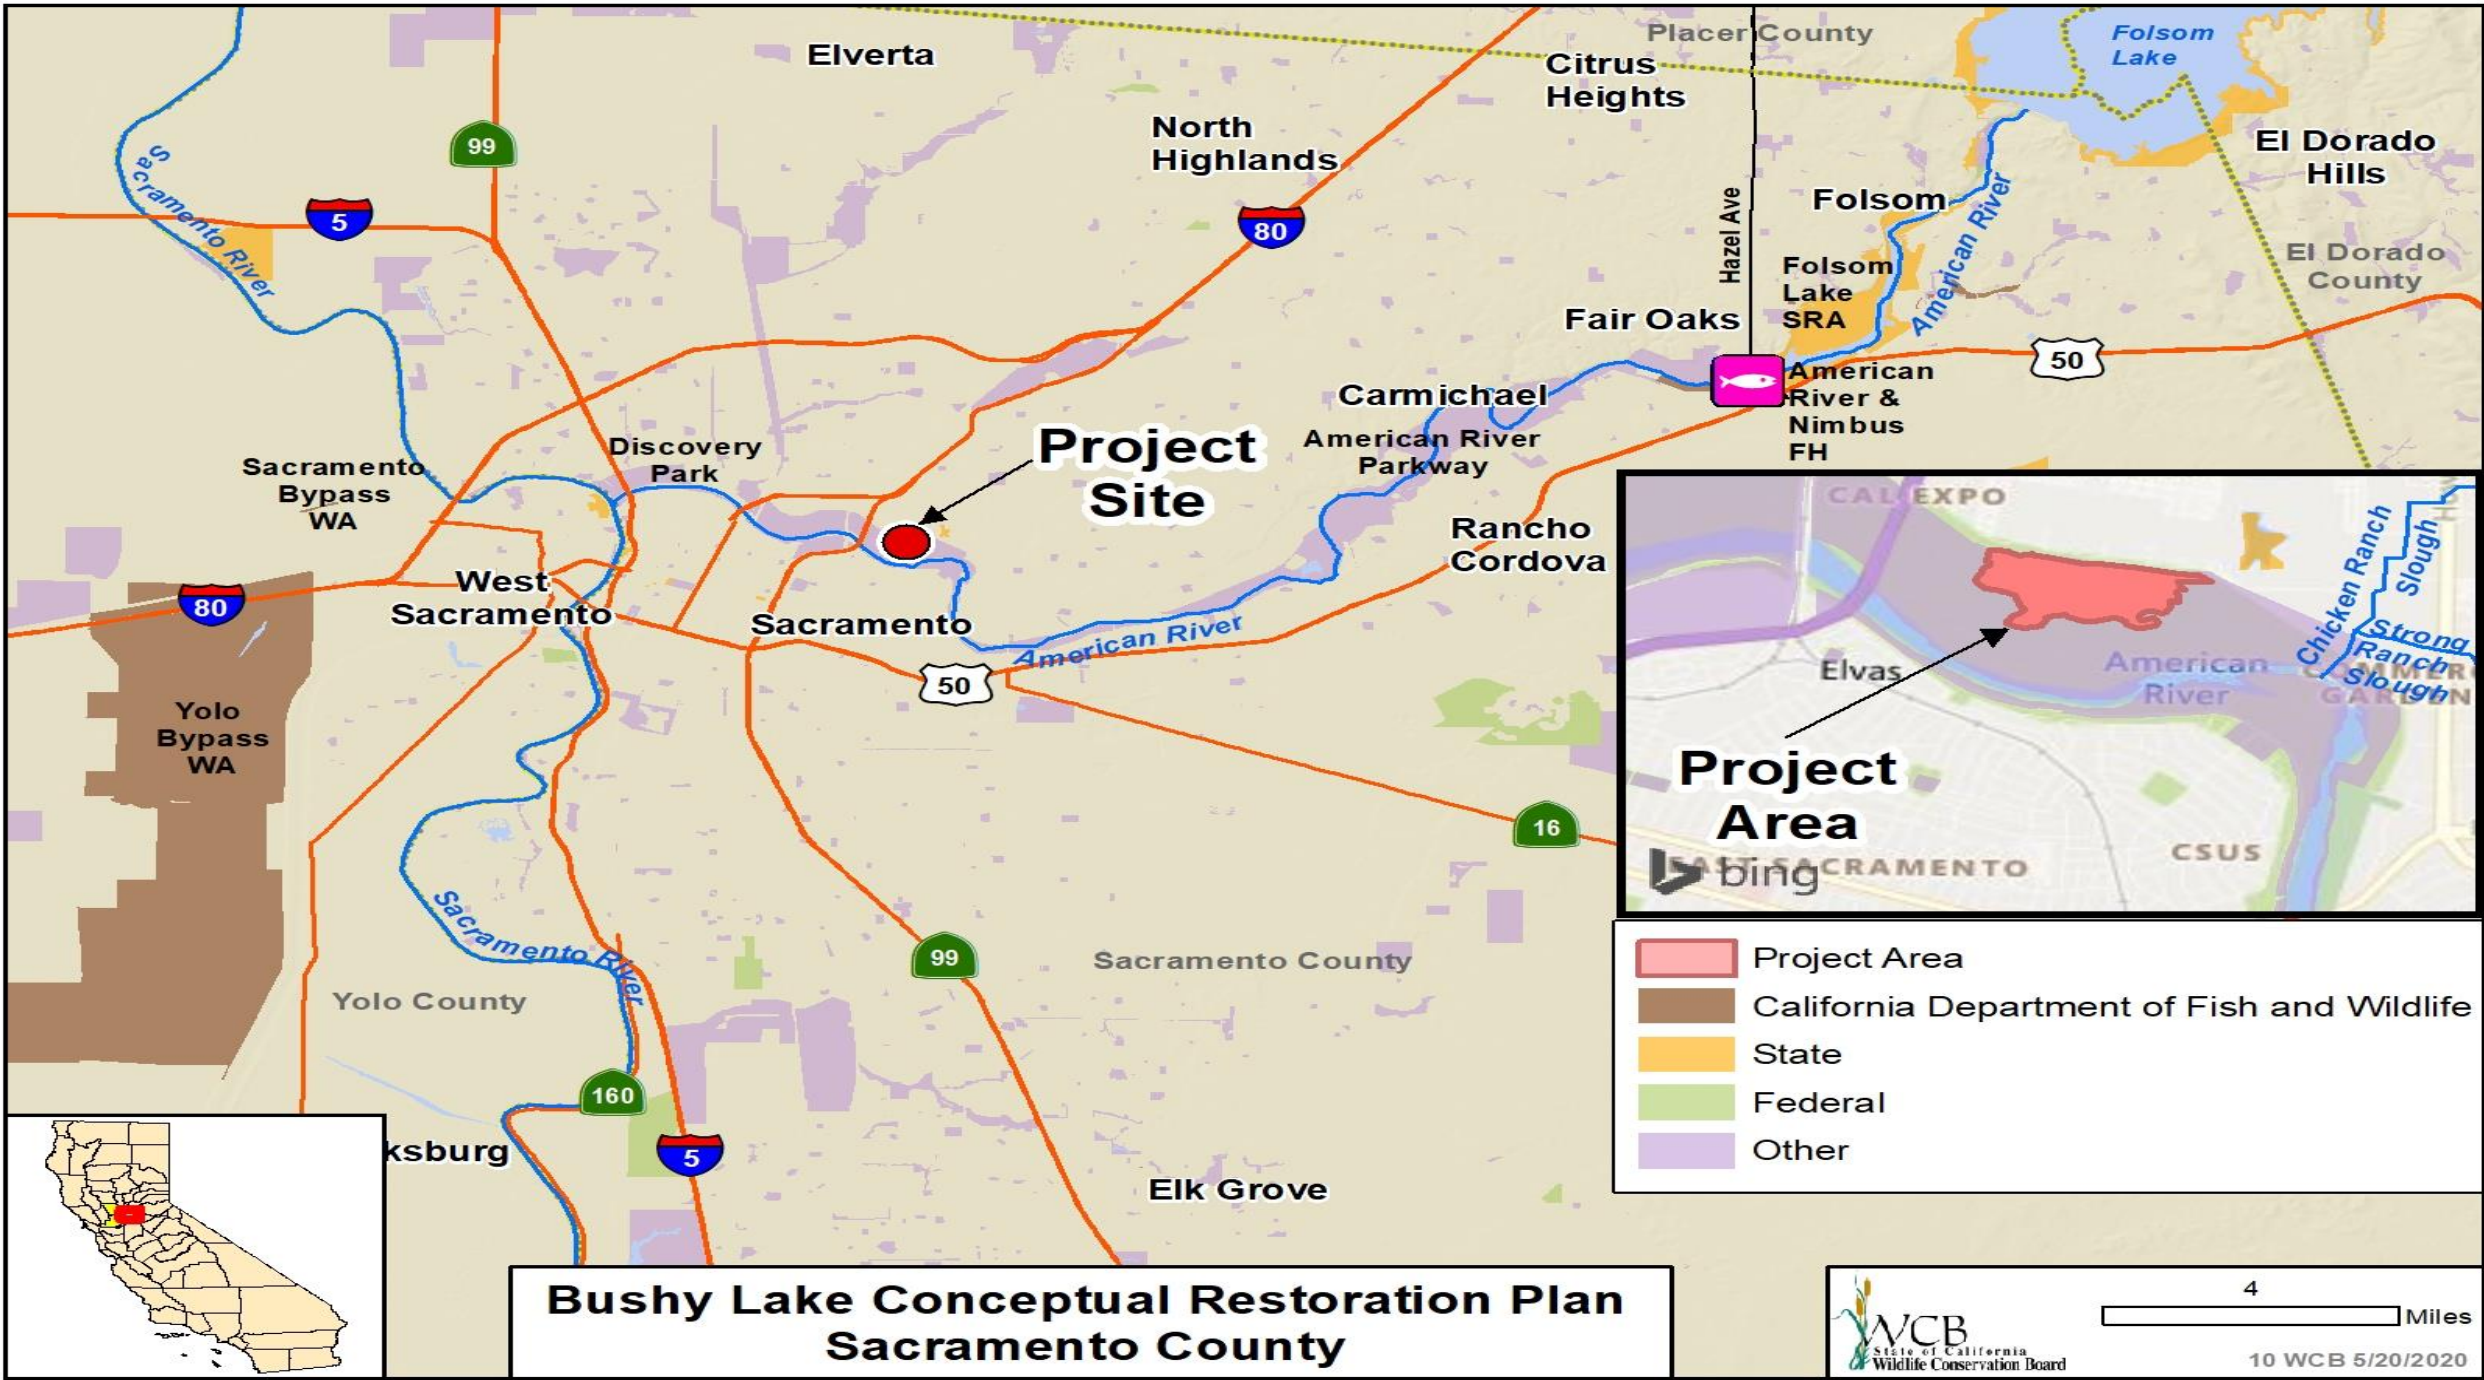 Elverta
Placer County
Folsom
Lake
Citrus
Heights
99
North
Highlands
El Dorado
Hills
Sacramento River
5
80
Hazel Ave
Folsom
American River
El Dorado
County
Folsom
Lake
SRA
Fair Oaks
50
American
River &
Nimbus
FH
Carmichael
American River
Parkway
Project
Site
Discovery
Park
Sacramento
Bypass
WA
Rancho
Cordova
80
West
Sacramento
Sacramento
American River
50
Yolo
Bypass
WA
16
Sacramento River
99
Sacramento County
Yolo County
160
ksburg
5
Elk Grove
CAL EXPO
Chicken Ranch
Slough
Strong
Ranch
Slough
Elvas
American
River
GARDEN
Project
Area
CSUS
EAST SACRAMENTO
bing
Project Area
California Department of Fish and Wildlife
State
Federal
Other
Bushy Lake Conceptual Restoration Plan
Sacramento County
WCB
State of California
Wildlife Conservation Board
4
Miles
10 WCB 5/20/2020